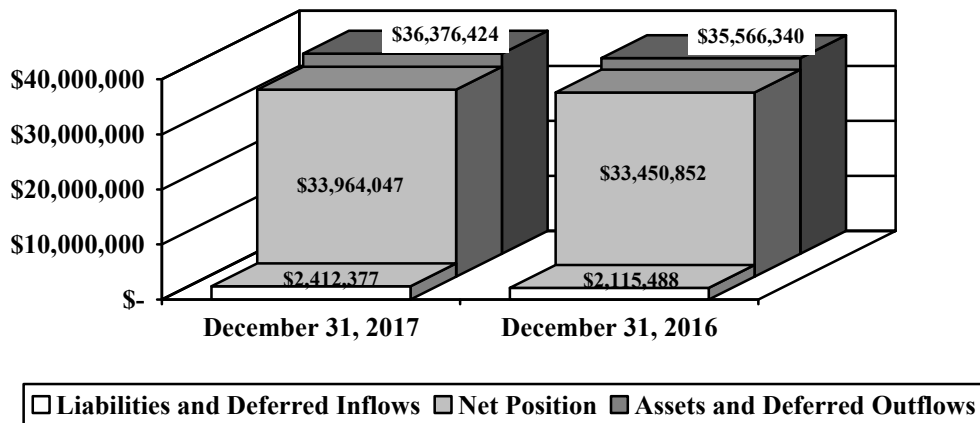 $36,376,424
$35,566,340
$40,000,000
$30,000,000
$20,000,000
$10,000,000
$-
$33,964,047
$33,450,852
$2,412,377
$2,115,488
December 31, 2017
December 31, 2016
Liabilities and Deferred Inflows
Net Position
Assets and Deferred Outflows